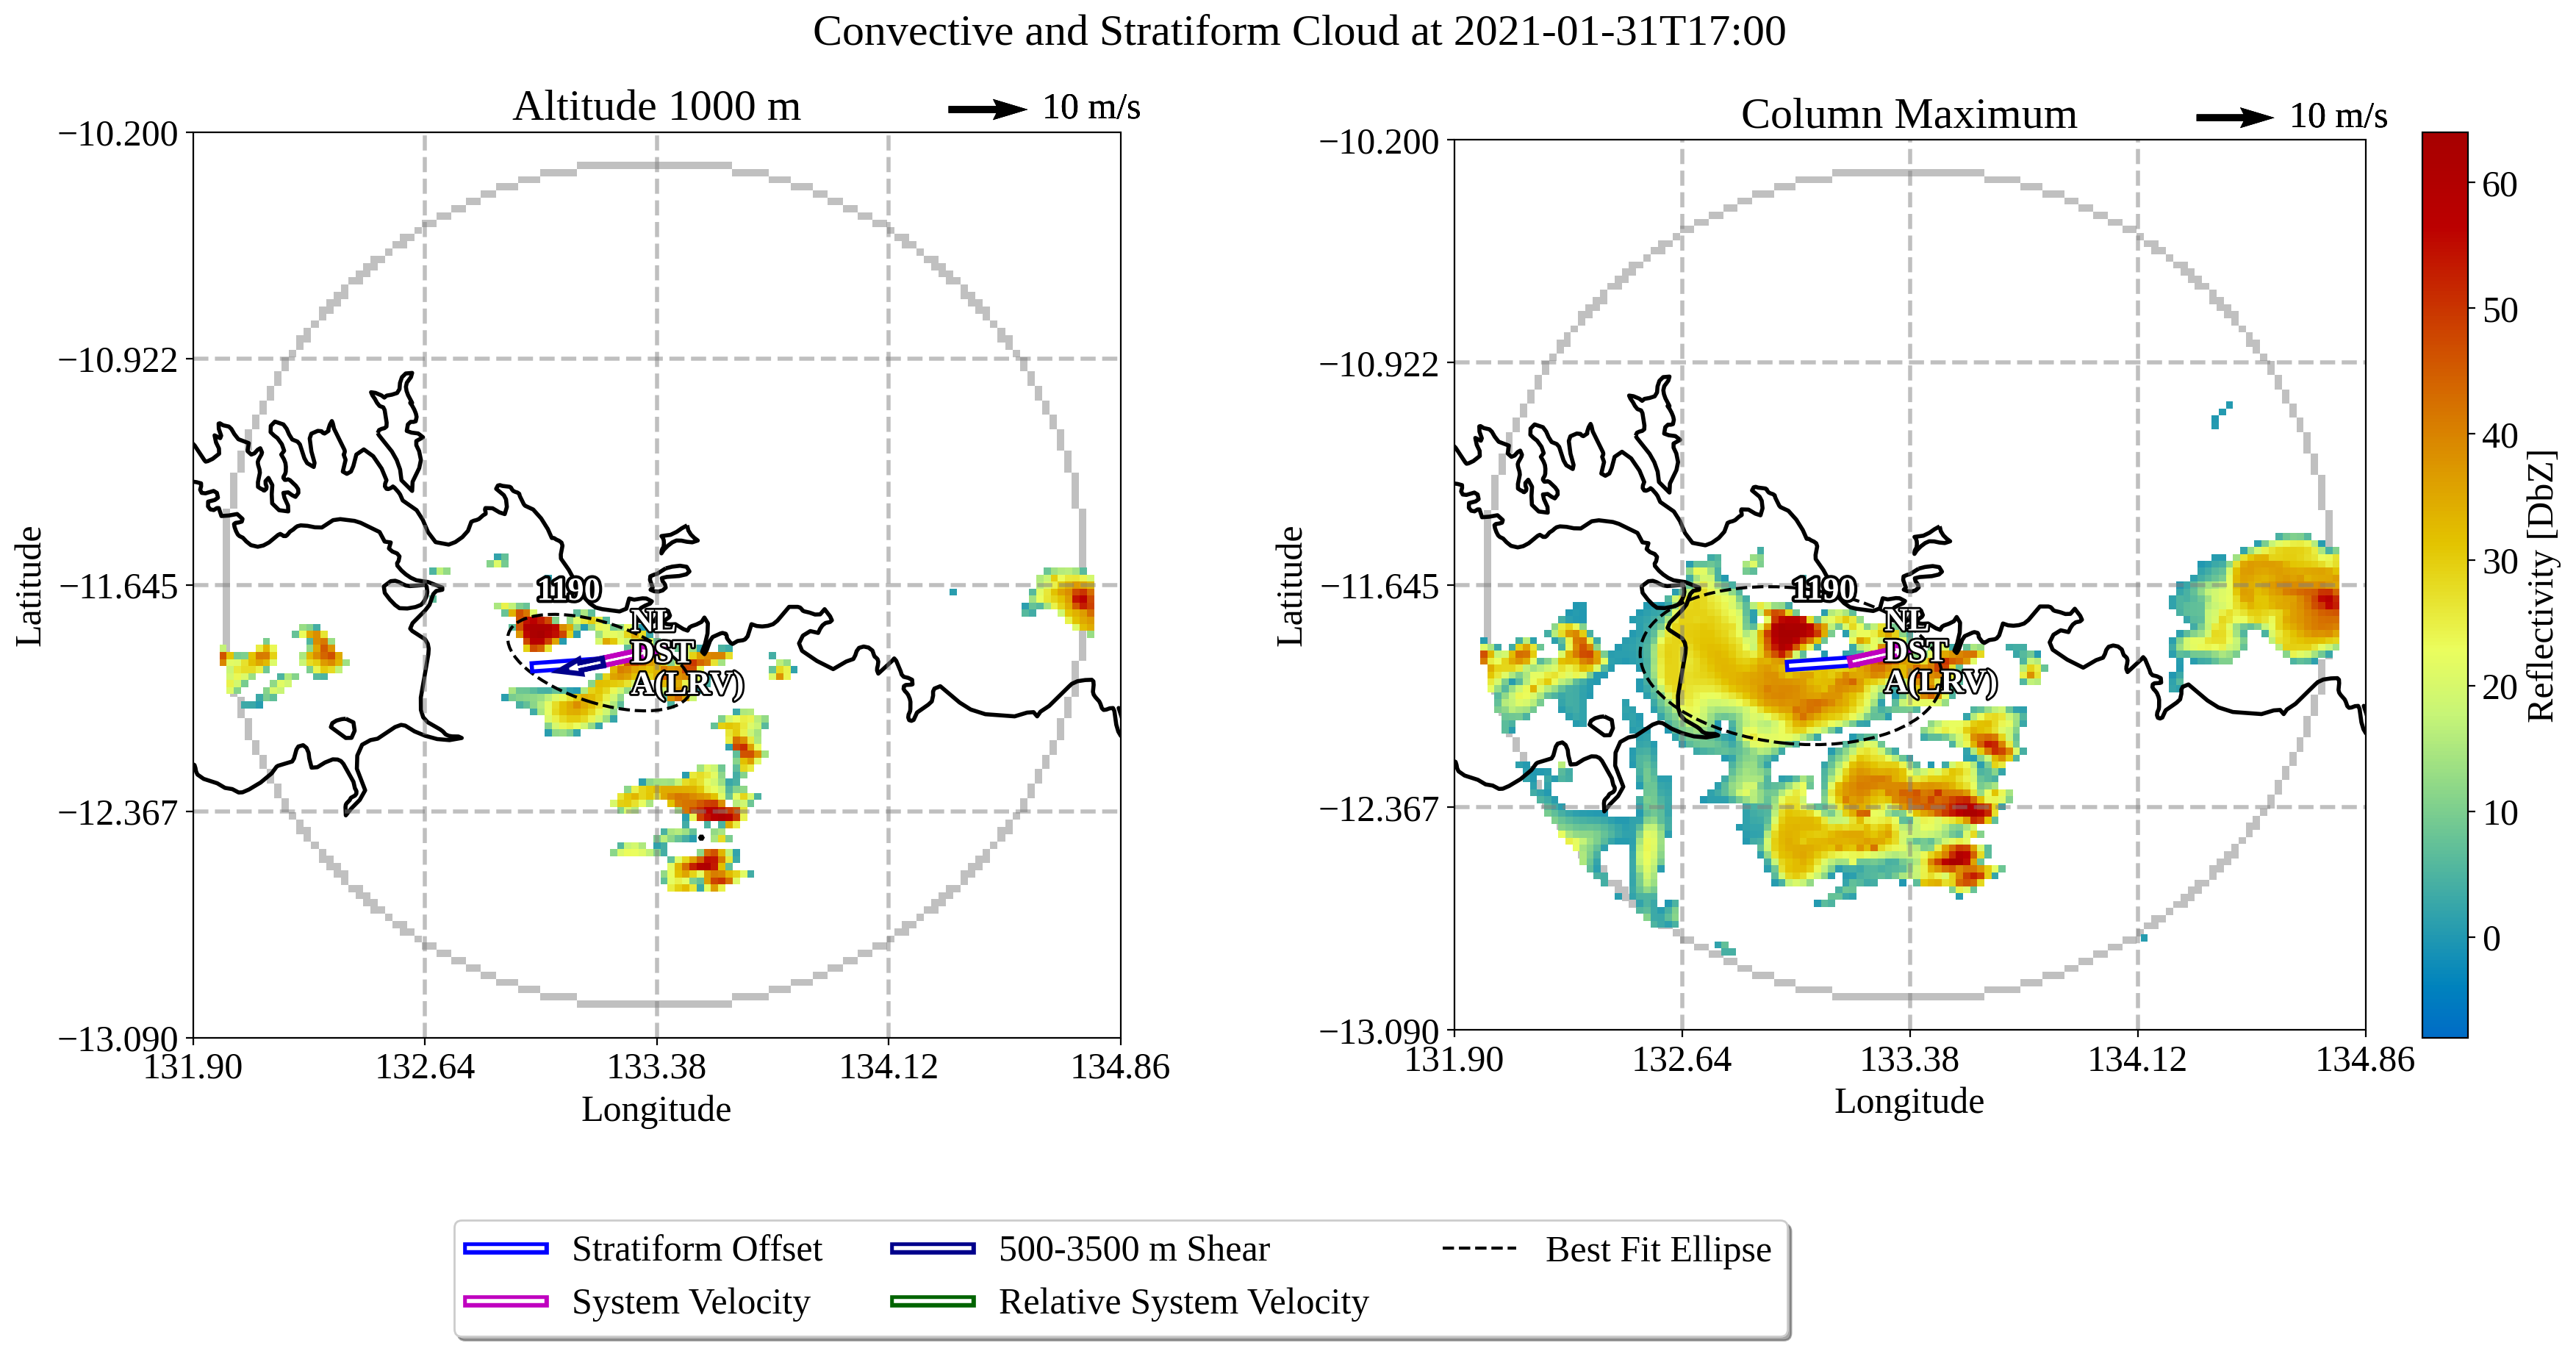 Convective and Stratiform Cloud at 2021-01-31T17:00
Altitude 1000 m
10 m/s
−10.200
−10.922
−11.645
−12.367
−13.090
Latitude
131.90
132.64
133.38
134.12
134.86
Longitude
1190
NL
DST
A(LRV)
Column Maximum
10 m/s
−10.200
−10.922
−11.645
−12.367
−13.090
Latitude
131.90
132.64
133.38
134.12
134.86
Longitude
1190
NL
DST
A(LRV)
60
50
40
30
20
10
0
Reflectivity [DbZ]
Stratiform Offset
System Velocity
500-3500 m Shear
Relative System Velocity
Best Fit Ellipse